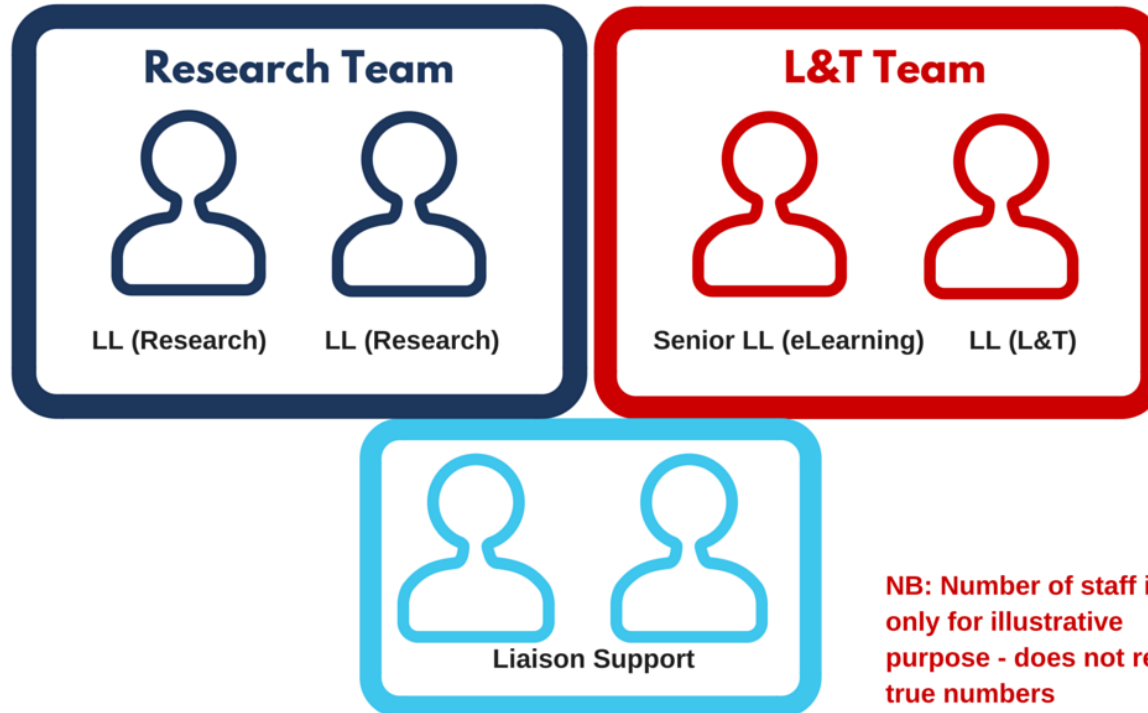 Research Team
L&T Team
LL (Research)
LL (Research)
Senior LL (eLearning)
LL (L&T)
Liaison Support
NB: Number of staff
only for illustrative
purpose - does not
true numbers